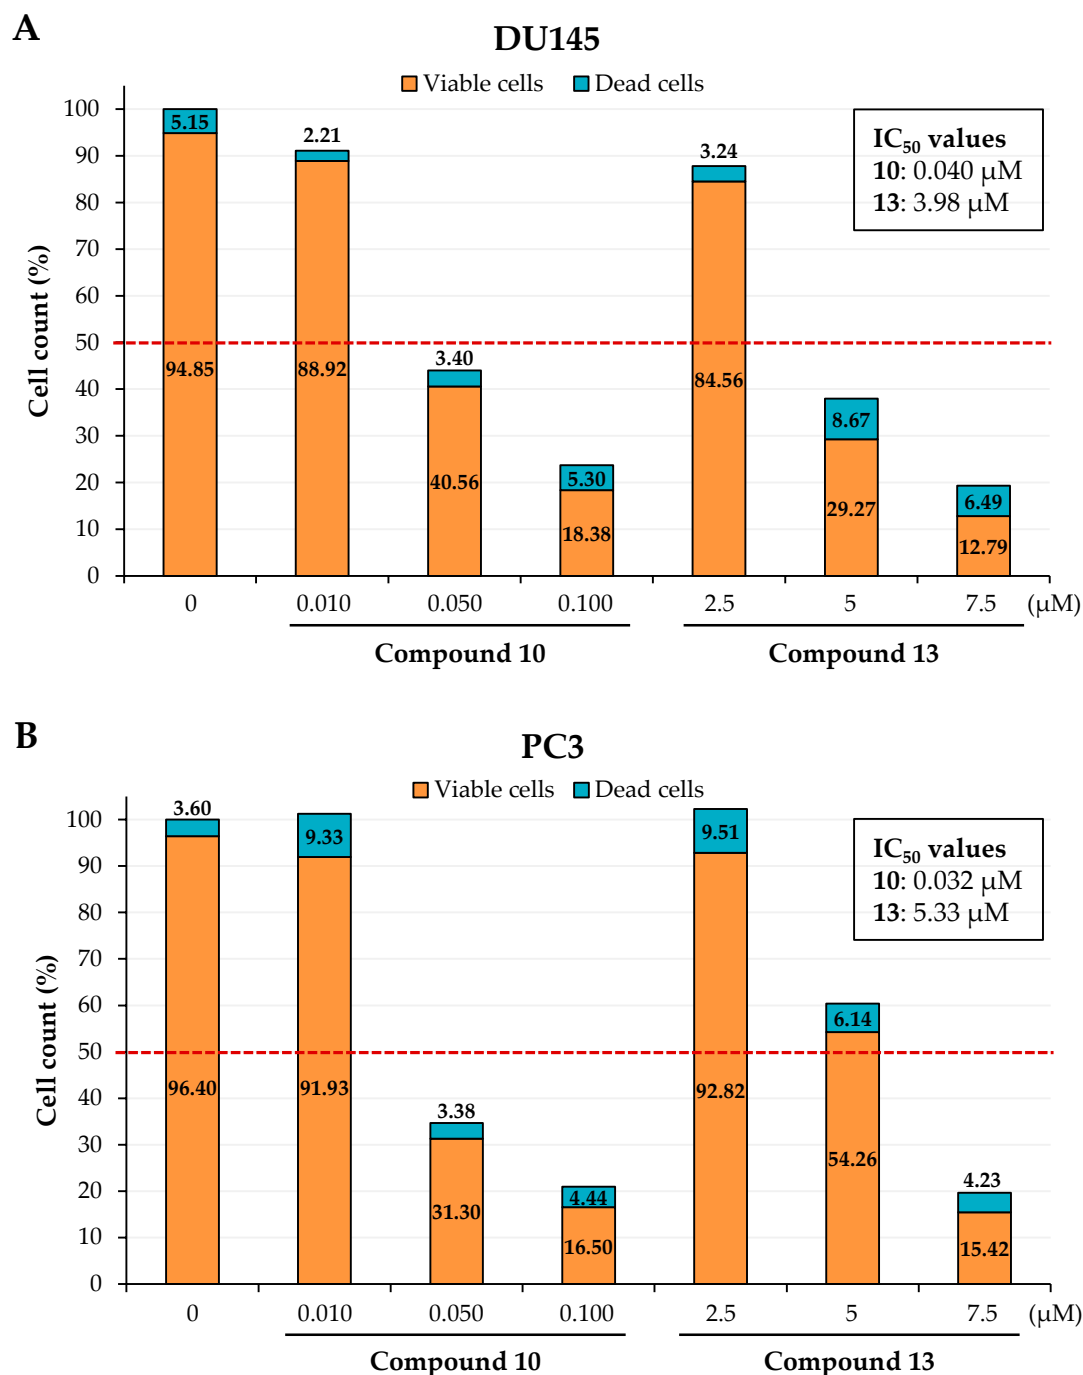 A
DU145
Viable cells Dead cells
Cell count (%)
100
90
80
70
60
50
40
30
20
10
0
5.15
94.85
2.21
88.92
3.40
40.56
5.30
18.38
3.24
84.56
8.67
29.27
6.49
12.79
IC50 values
10: 0.040 μM
13: 3.98 μM
0 0.010 0.050 0.100 2.5 5 7.5 (μM)
Compound 10 Compound 13
B
PC3
Viable cells Dead cells
Cell count (%)
100
90
80
70
60
50
40
30
20
10
0
3.60
96.40
9.33
91.93
3.38
31.30
4.44
16.50
9.51
92.82
6.14
54.26
4.23
15.42
IC50 values
10: 0.032 μM
13: 5.33 μM
0 0.010 0.050 0.100 2.5 5 7.5 (μM)
Compound 10 Compound 13